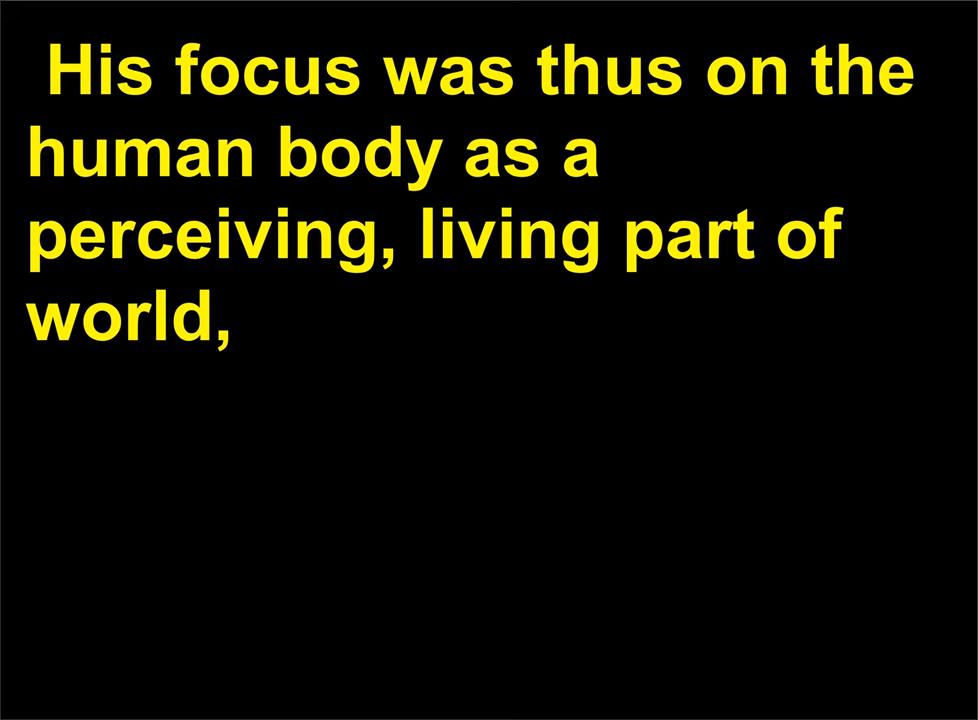 His focus was thus on the
human body as a
perceiving, living part of
world,